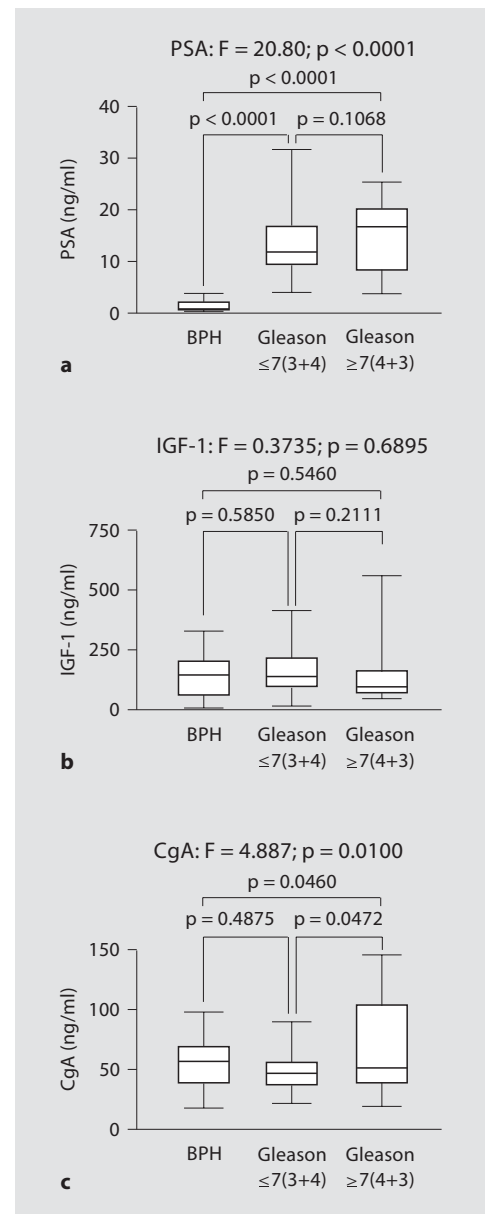 PSA: F = 20.80; p < 0.0001
p < 0.0001
p < 0.0001 p = 0.1068
PSA (ng/ml)
40
30
20
10
0
BPH Gleason ≤7(3+4) Gleason ≥7(4+3)
a
IGF-1: F = 0.3735; p = 0.6895
p = 0.5460
p = 0.5850 p = 0.2111
IGF-1 (ng/ml)
750
500
250
0
BPH Gleason ≤7(3+4) Gleason ≥7(4+3)
b
CgA: F = 4.887; p = 0.0100
p = 0.0460
p = 0.4875 p = 0.0472
CgA (ng/ml)
150
100
50
0
BPH Gleason ≤7(3+4) Gleason ≥7(4+3)
c